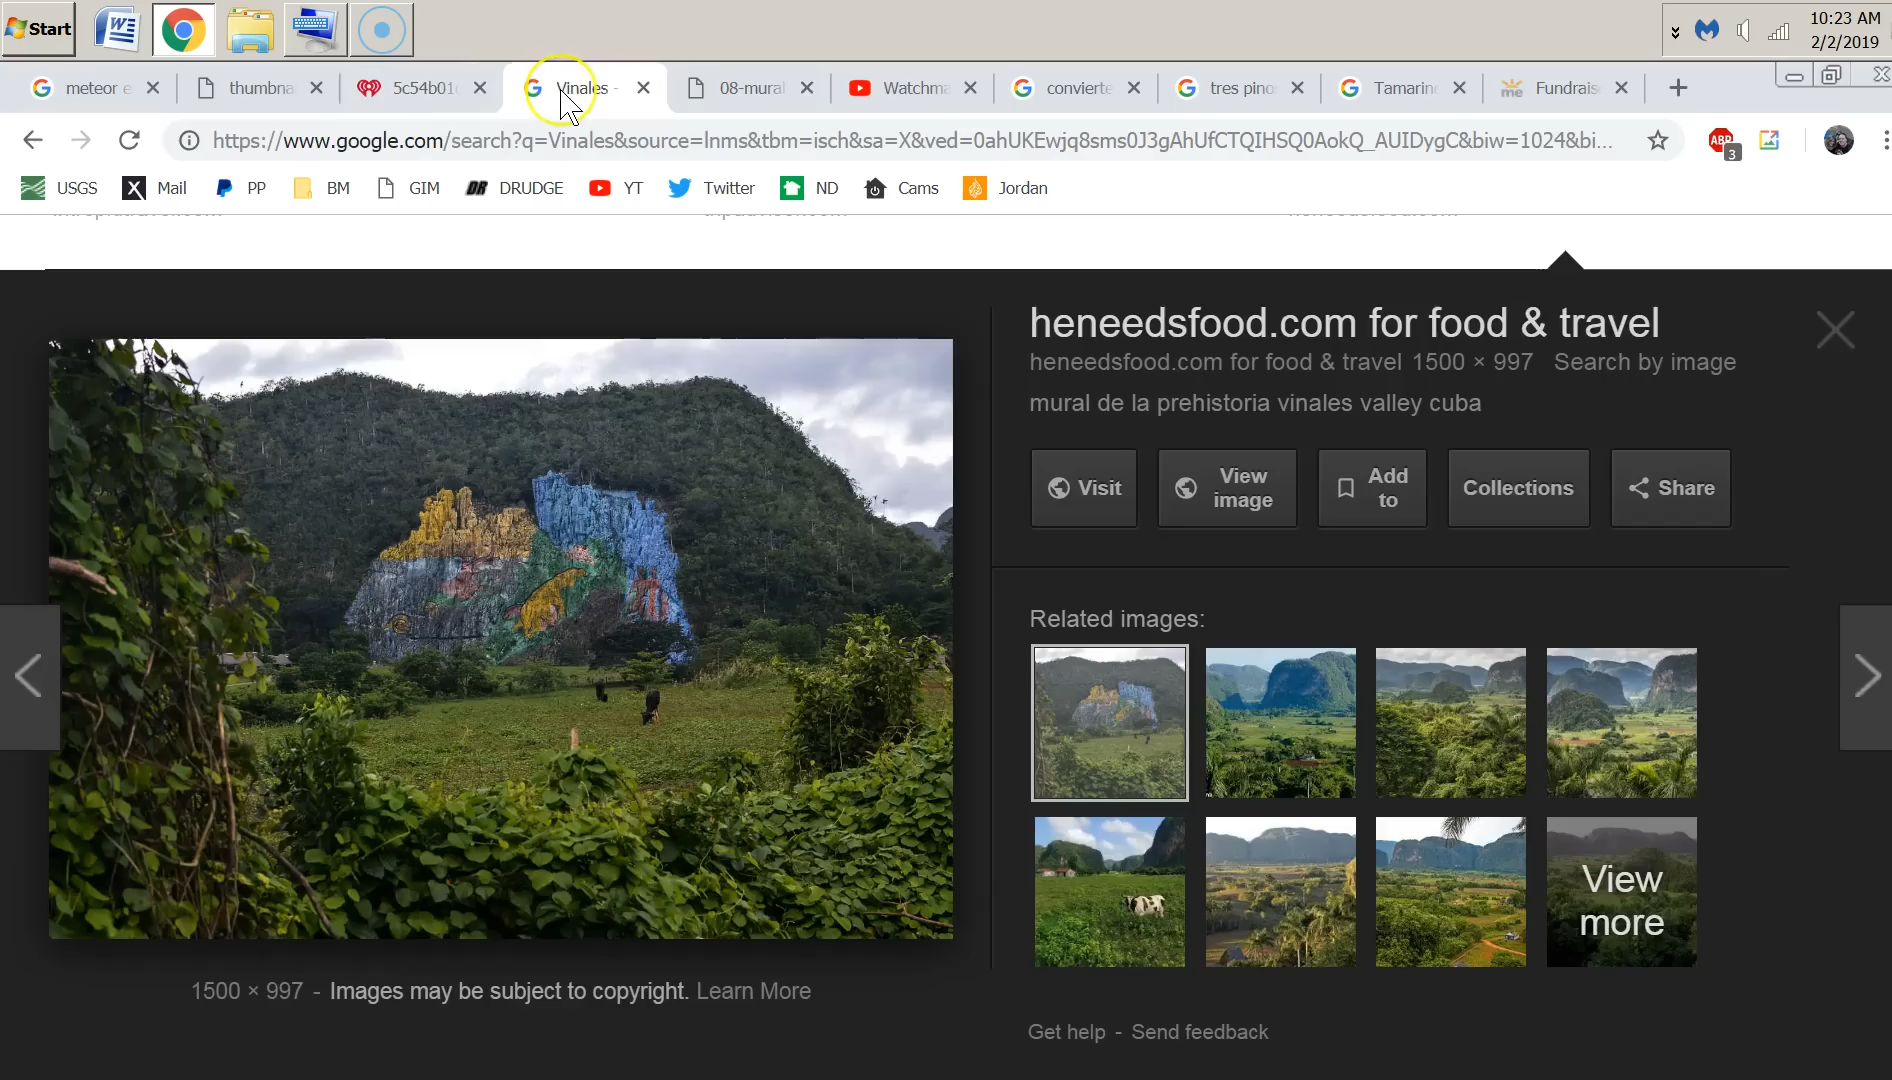 Start
10:23 AM
2/2/2019
meteor e
thumbna
5c54b01
Vinales -
08-mural
Watchma
convierte
tres pino
Tamarind
Fundrais
https://www.google.com/search?q=Vinales&source=lnms&tbm=isch&sa=X&ved=0ahUKEwjq8sms0J3gAhUfCTQIHSQ0AokQ_AUIDygC&biw=1024&bi...
ABP
3
USGS
X Mail
PP
BM
GIM
DR DRUDGE
YT
Twitter
ND
Cams
Jordan
heneedsfood.com for food & travel
heneedsfood.com for food & travel 1500 × 997 Search by image
mural de la prehistoria vinales valley cuba
Visit
View image
Add to
Collections
Share
Related images:
View more
1500 × 997 - Images may be subject to copyright. Learn More
Get help - Send feedback